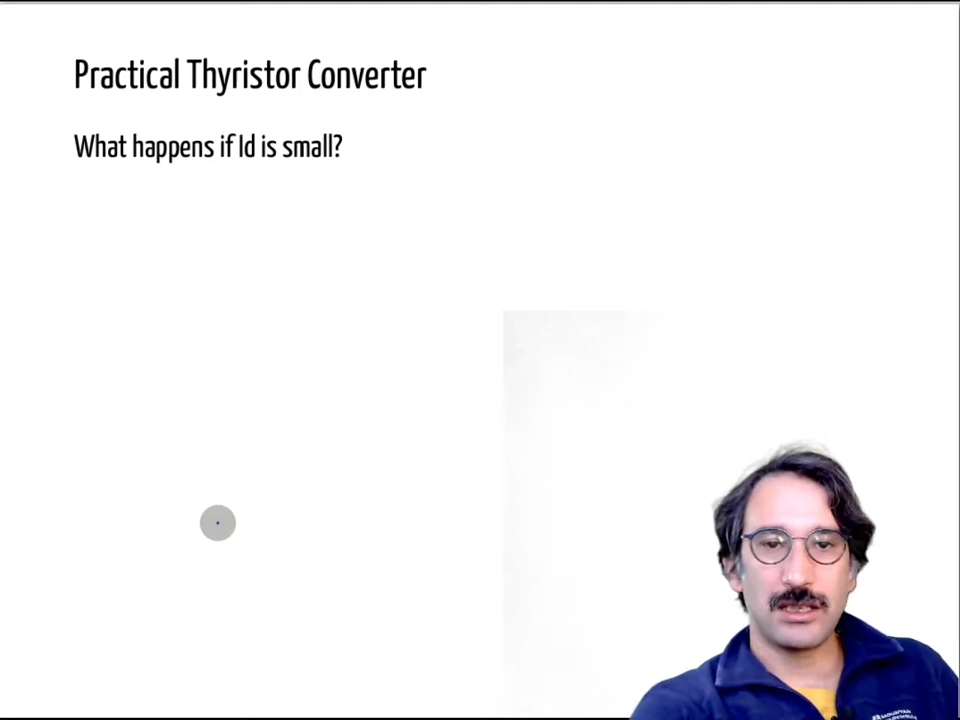 Practical Thyristor Converter
What happens if Id is small?